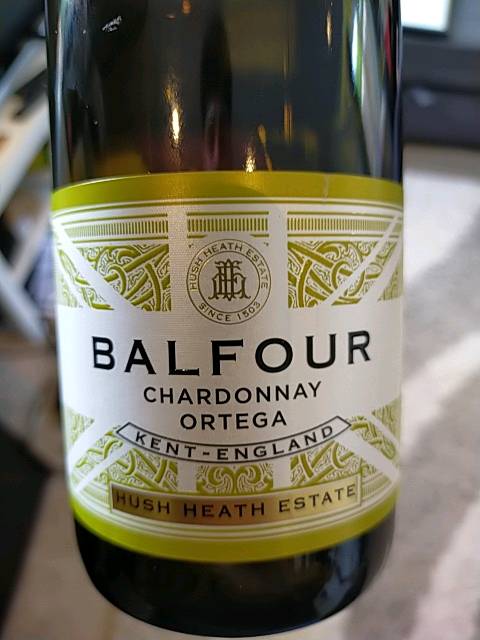 HUSH HEATH ESTATE
SINCE 1503
BALFOUR
CHARDONNAY
ORTEGA
KENT-ENGLAND
HUSH HEATH ESTATE